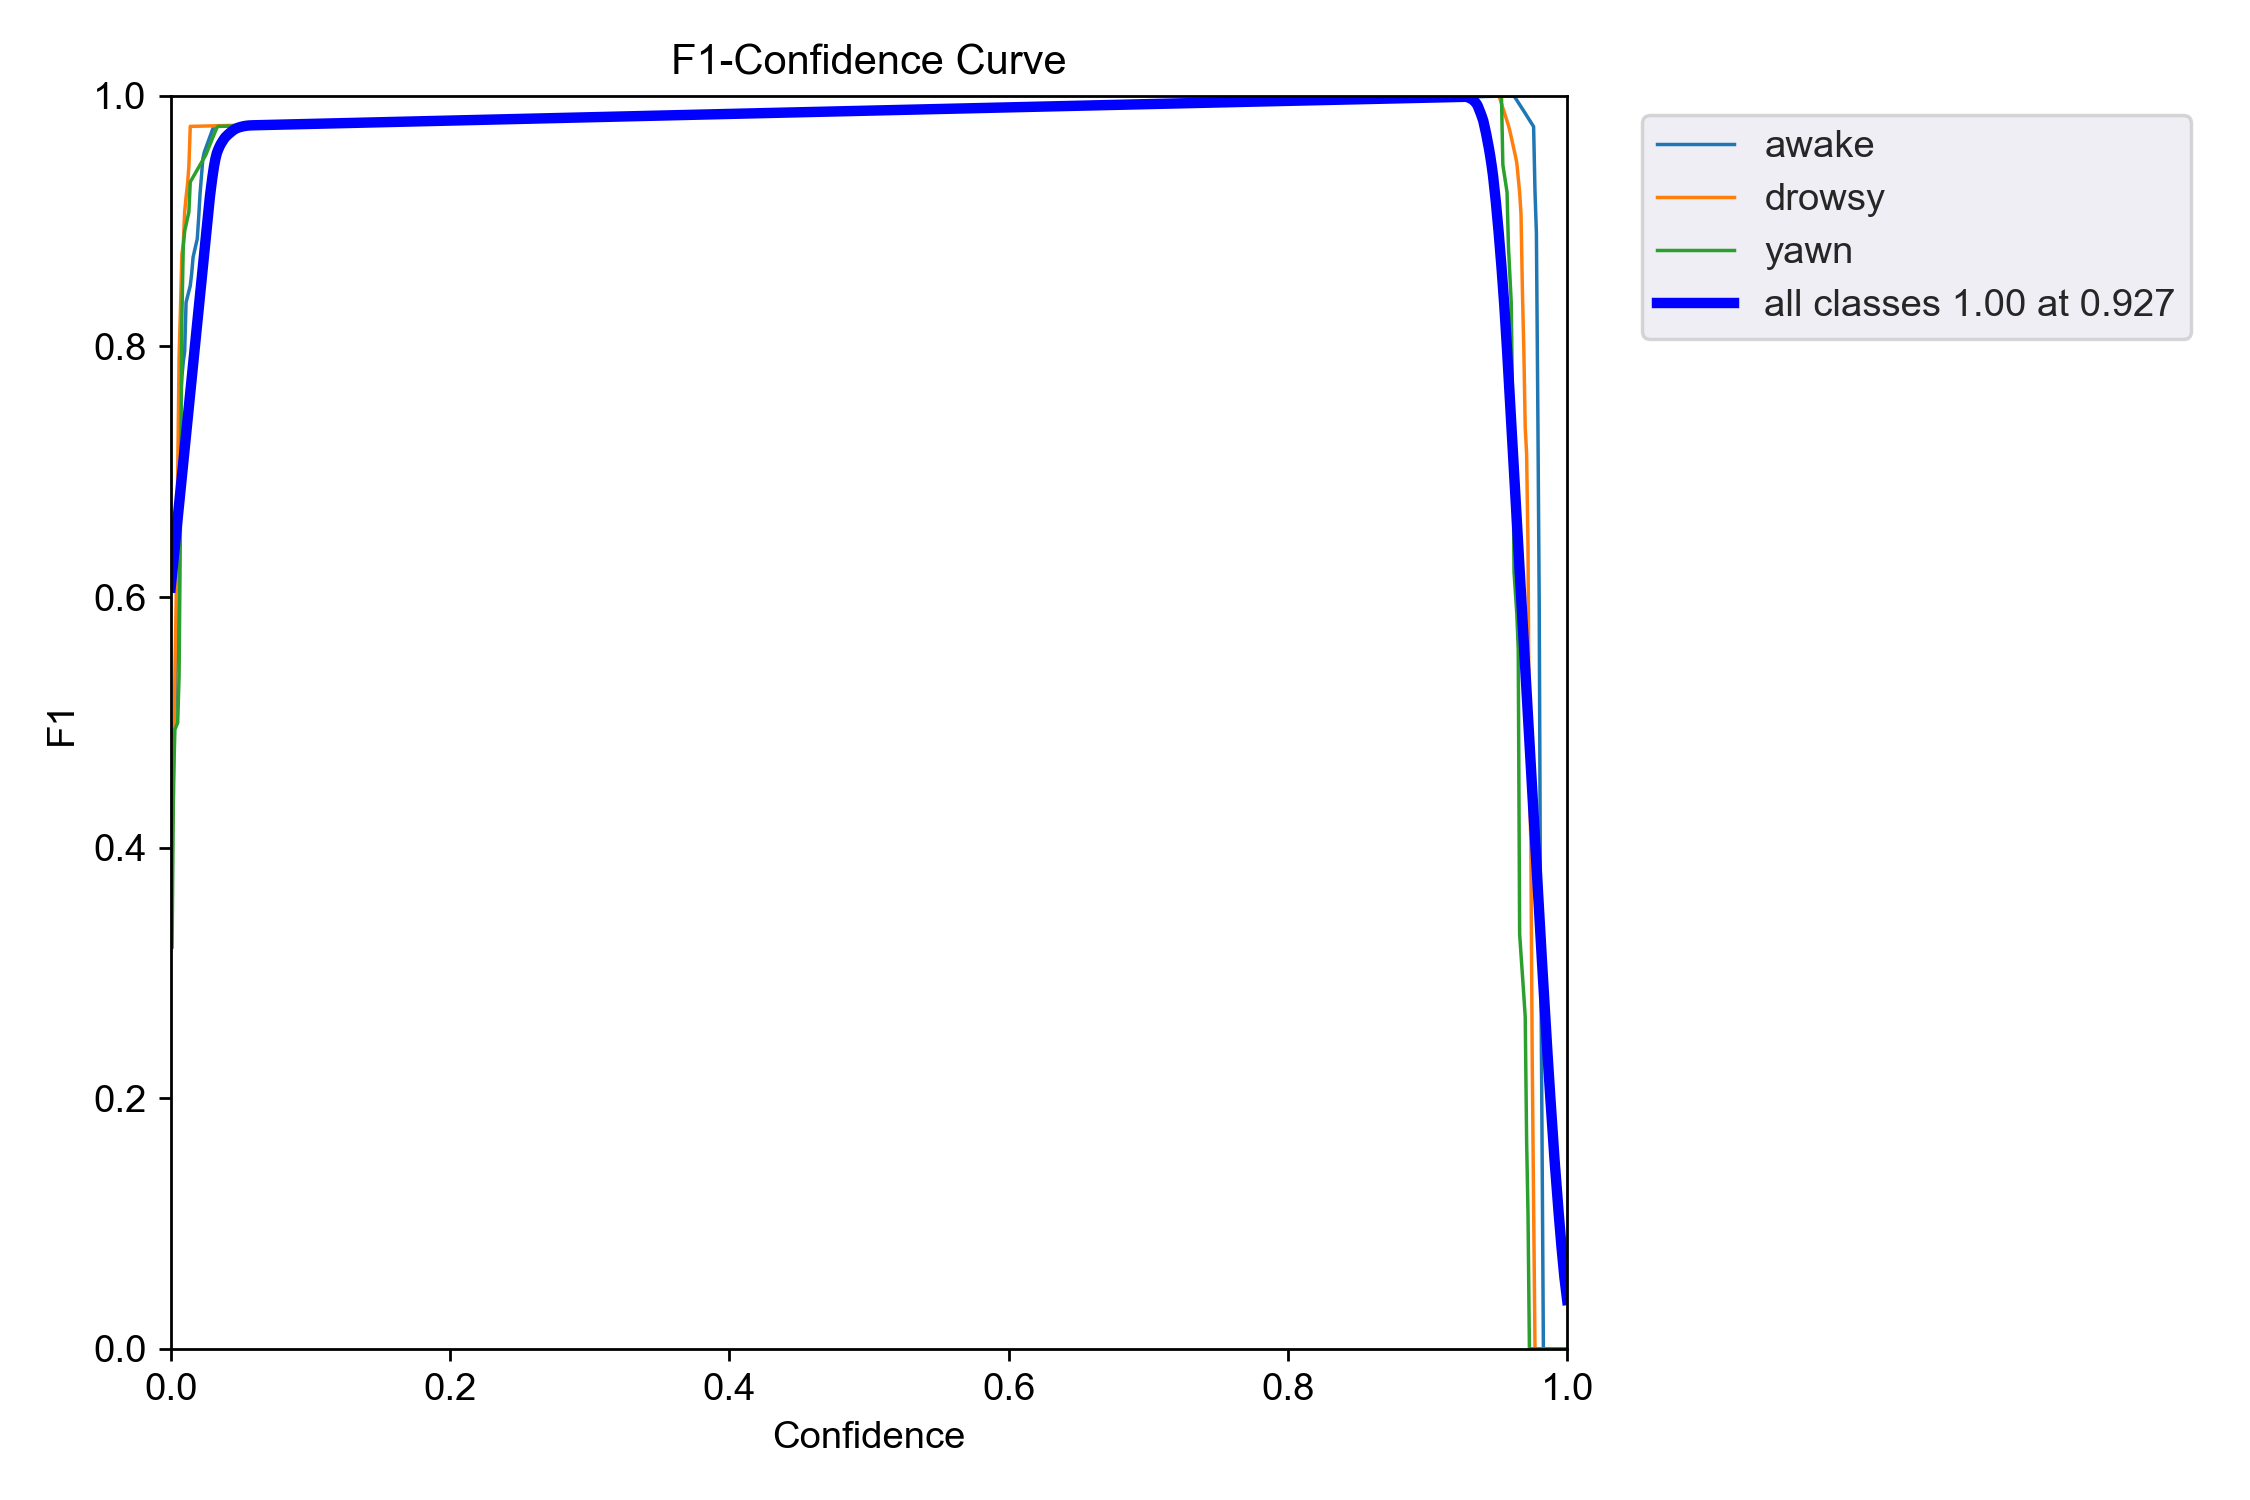 F1-Confidence Curve
1.0
0.8
0.6
0.4
0.2
0.0
F1
0.0 0.2 0.4 0.6 0.8 1.0
Confidence
awake
drowsy
yawn
all classes 1.00 at 0.927